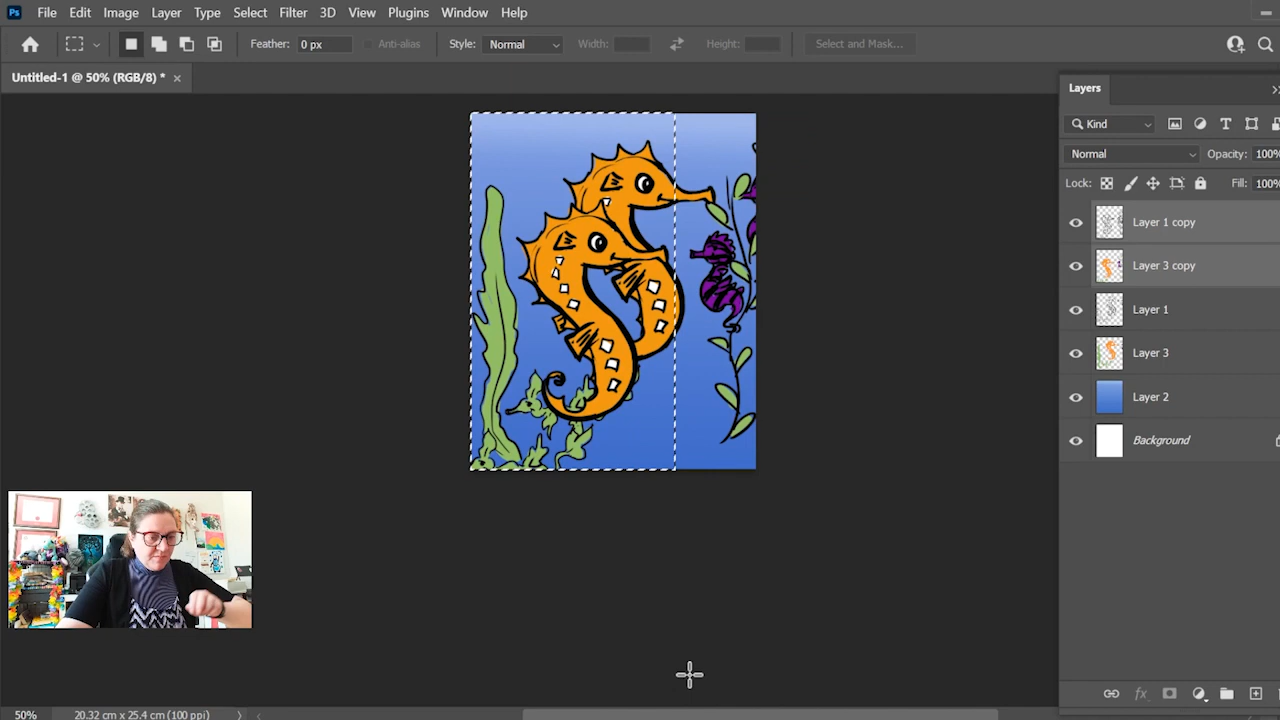 Ps File Edit Image Layer Type Select Filter 3D View Plugins Window Help
Feather: 0 px Anti-alias Style: Normal Width: Height: Select and Mask...
Untitled-1 @ 50% (RGB/8) * ×
Layers
Kind
Normal Opacity: 100%
Lock: Fill: 100%
Layer 1 copy
Layer 3 copy
Layer 1
Layer 3
Layer 2
Background
fx
50% 20.32 cm x 25.4 cm (100 ppi)